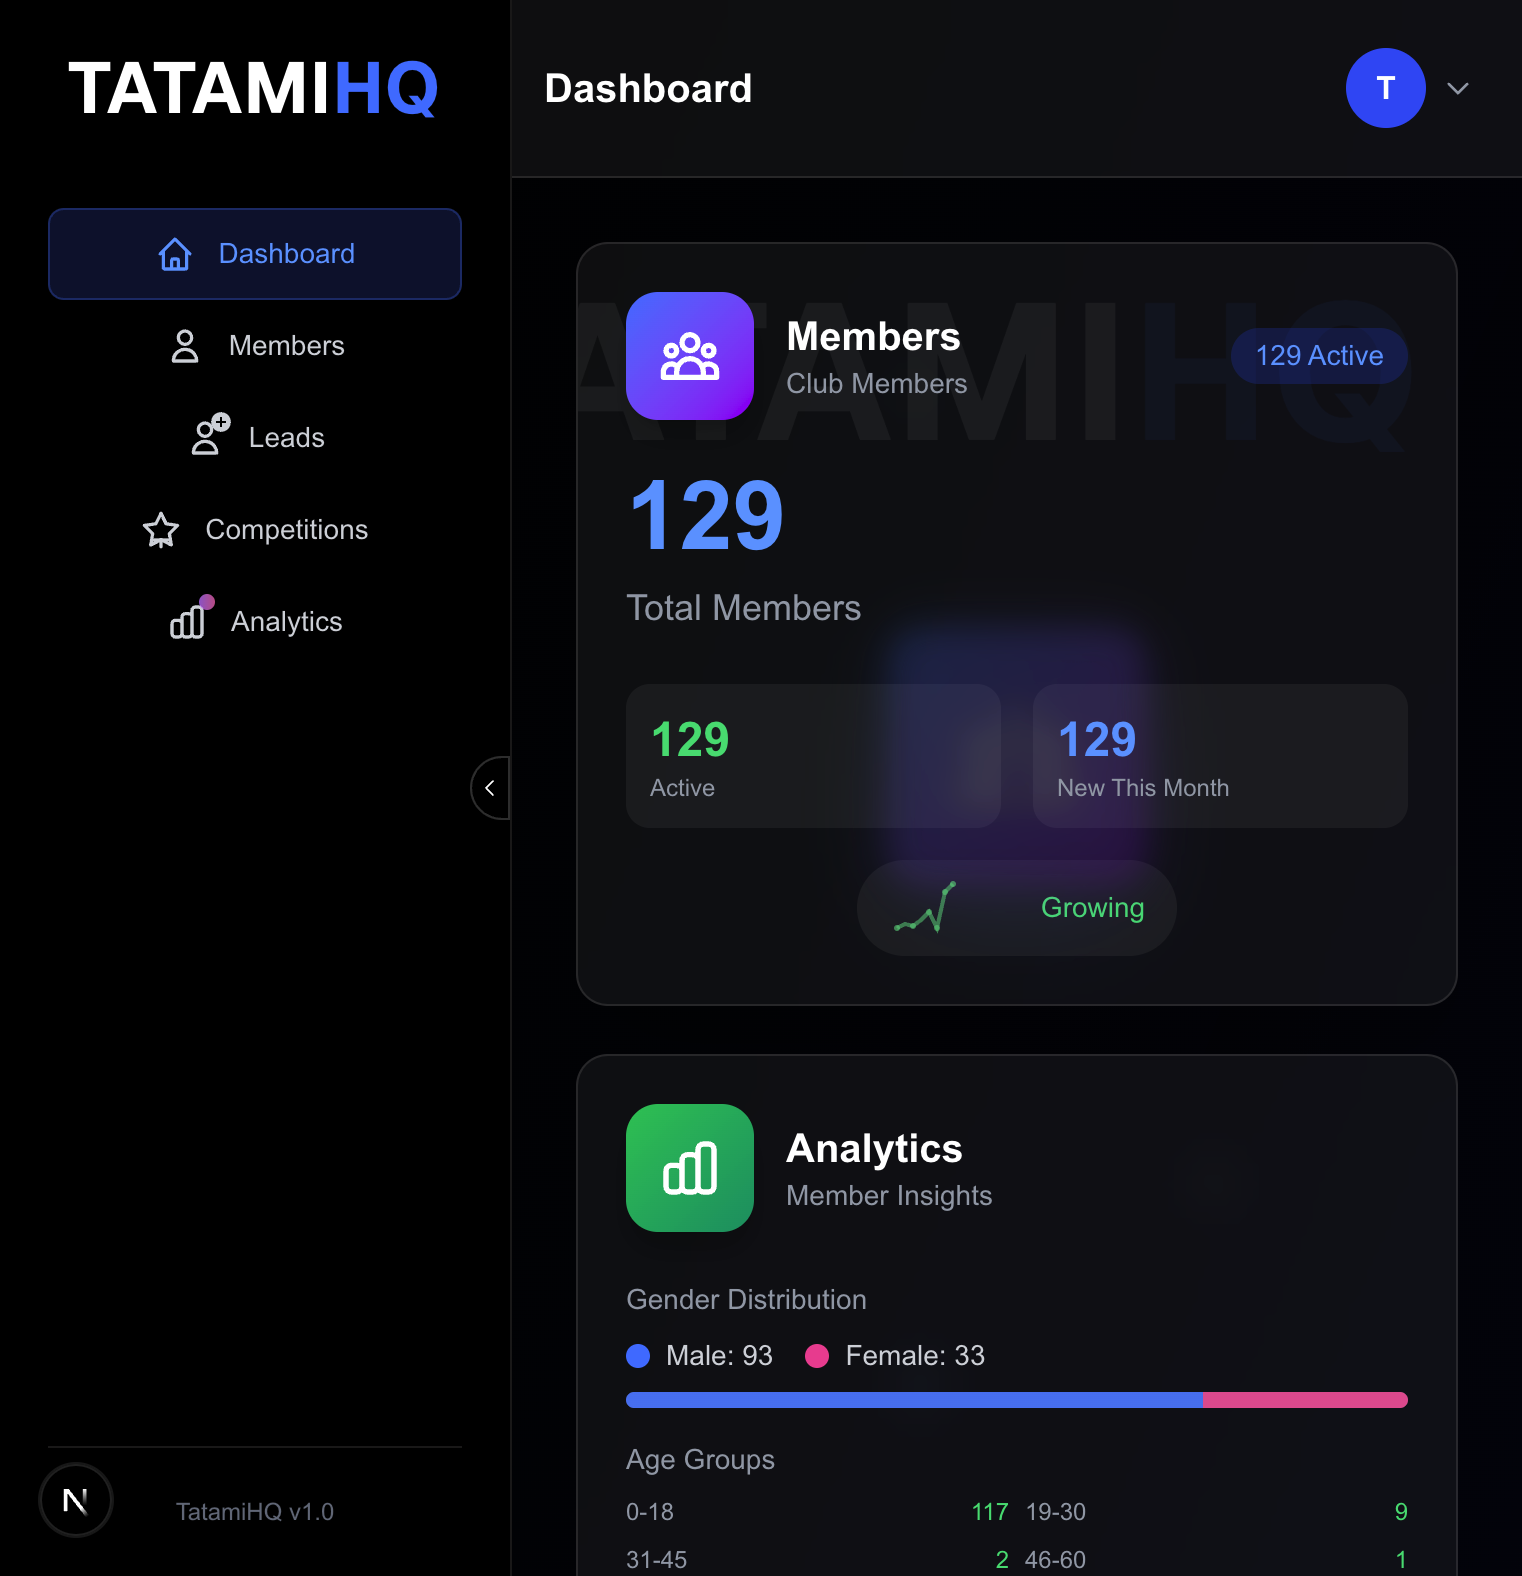 TATAMIHQ
Dashboard
T
Dashboard
Members
Leads
Competitions
Analytics
TATAMIHQ
Members
Club Members
129 Active
129
Total Members
129
Active
129
New This Month
Growing
Analytics
Member Insights
Gender Distribution
Male: 93 Female: 33
Age Groups
0-18 117 19-30 9
31-45 2 46-60 1
N
TatamiHQ v1.0